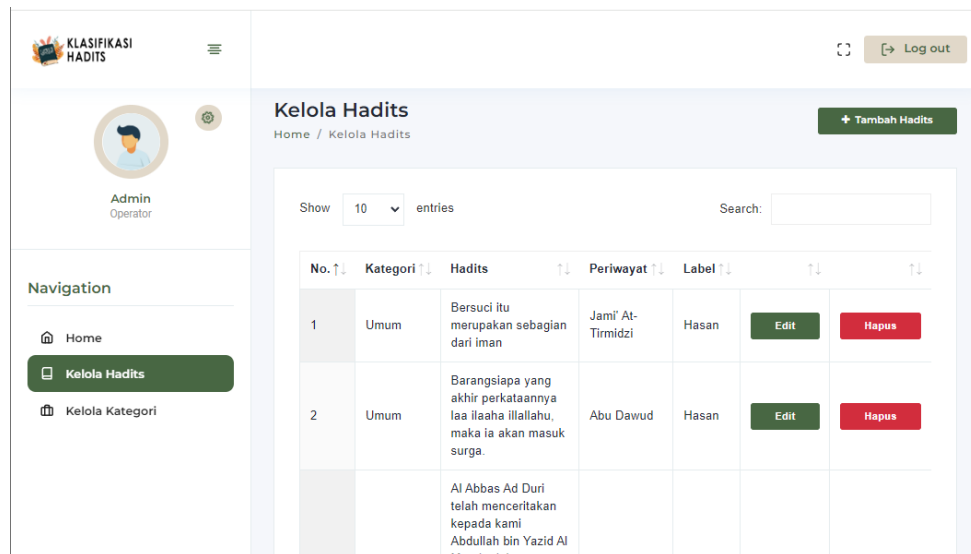 KLASIFIKASI
HADITS
Log out
Admin
Operator
Navigation
Home
Kelola Hadits
Kelola Kategori
Kelola Hadits
Home / Kelola Hadits
+ Tambah Hadits
Show 10 entries
Search:
No. Kategori Hadits Periwayat Label
1 Umum Bersuci itu
merupakan sebagian
dari iman
Jami' At-
Tirmidzi
Hasan Edit Hapus
2 Umum Barangsiapa yang
akhir perkataannya
laa ilaaha illallahu,
maka ia akan masuk
surga.
Abu Dawud Hasan Edit Hapus
Al Abbas Ad Duri
telah menceritakan
kepada kami
Abdullah bin Yazid Al